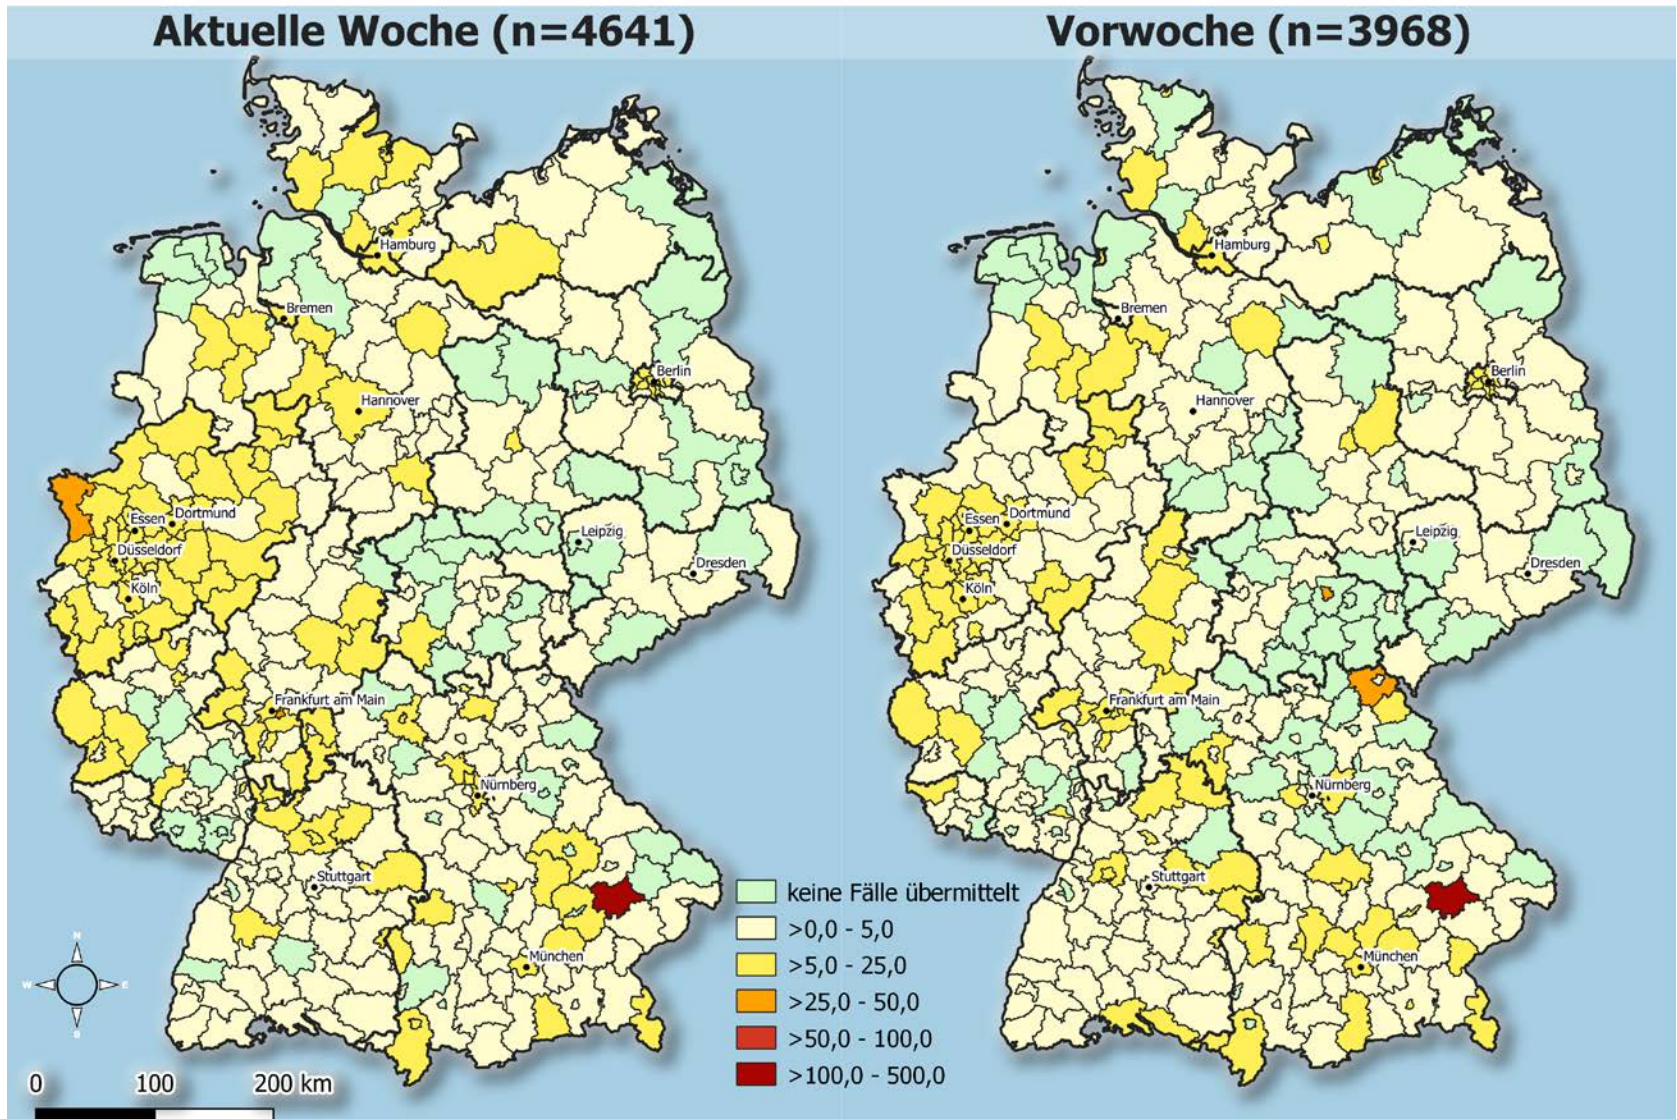 Aktuelle Woche (n=4641)
Vorwoche (n=3968)
Hamburg
Bremen
Berlin
Hannover
Essen
Dortmund
Düsseldorf
Köln
Leipzig
Dresden
Frankfurt am Main
Nürnberg
Stuttgart
München
Hamburg
Bremen
Berlin
Hannover
Essen
Dortmund
Düsseldorf
Köln
Leipzig
Dresden
Frankfurt am Main
Nürnberg
Stuttgart
München
keine Fälle übermittelt
>0,0 - 5,0
>5,0 - 25,0
>25,0 - 50,0
>50,0 - 100,0
>100,0 - 500,0
N
W
E
S
0 100 200 km